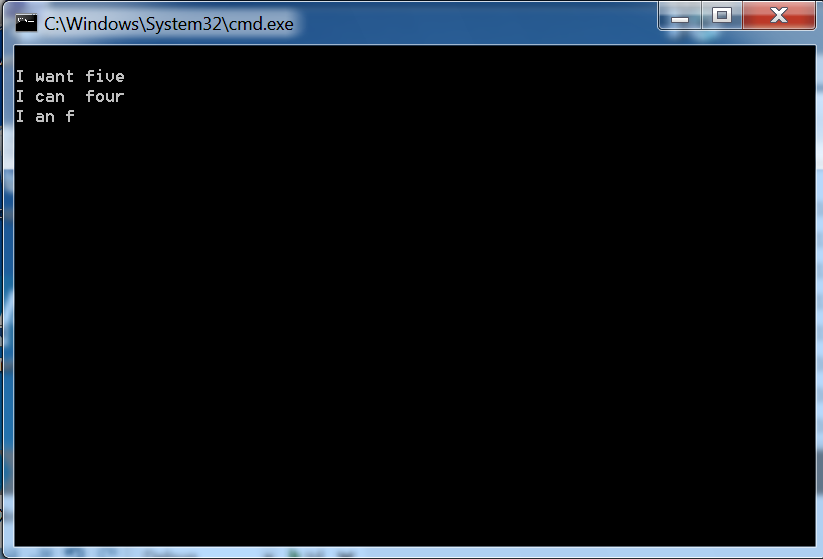 C:\Windows\System32\cmd.exe
I want five
I can  four
I an f